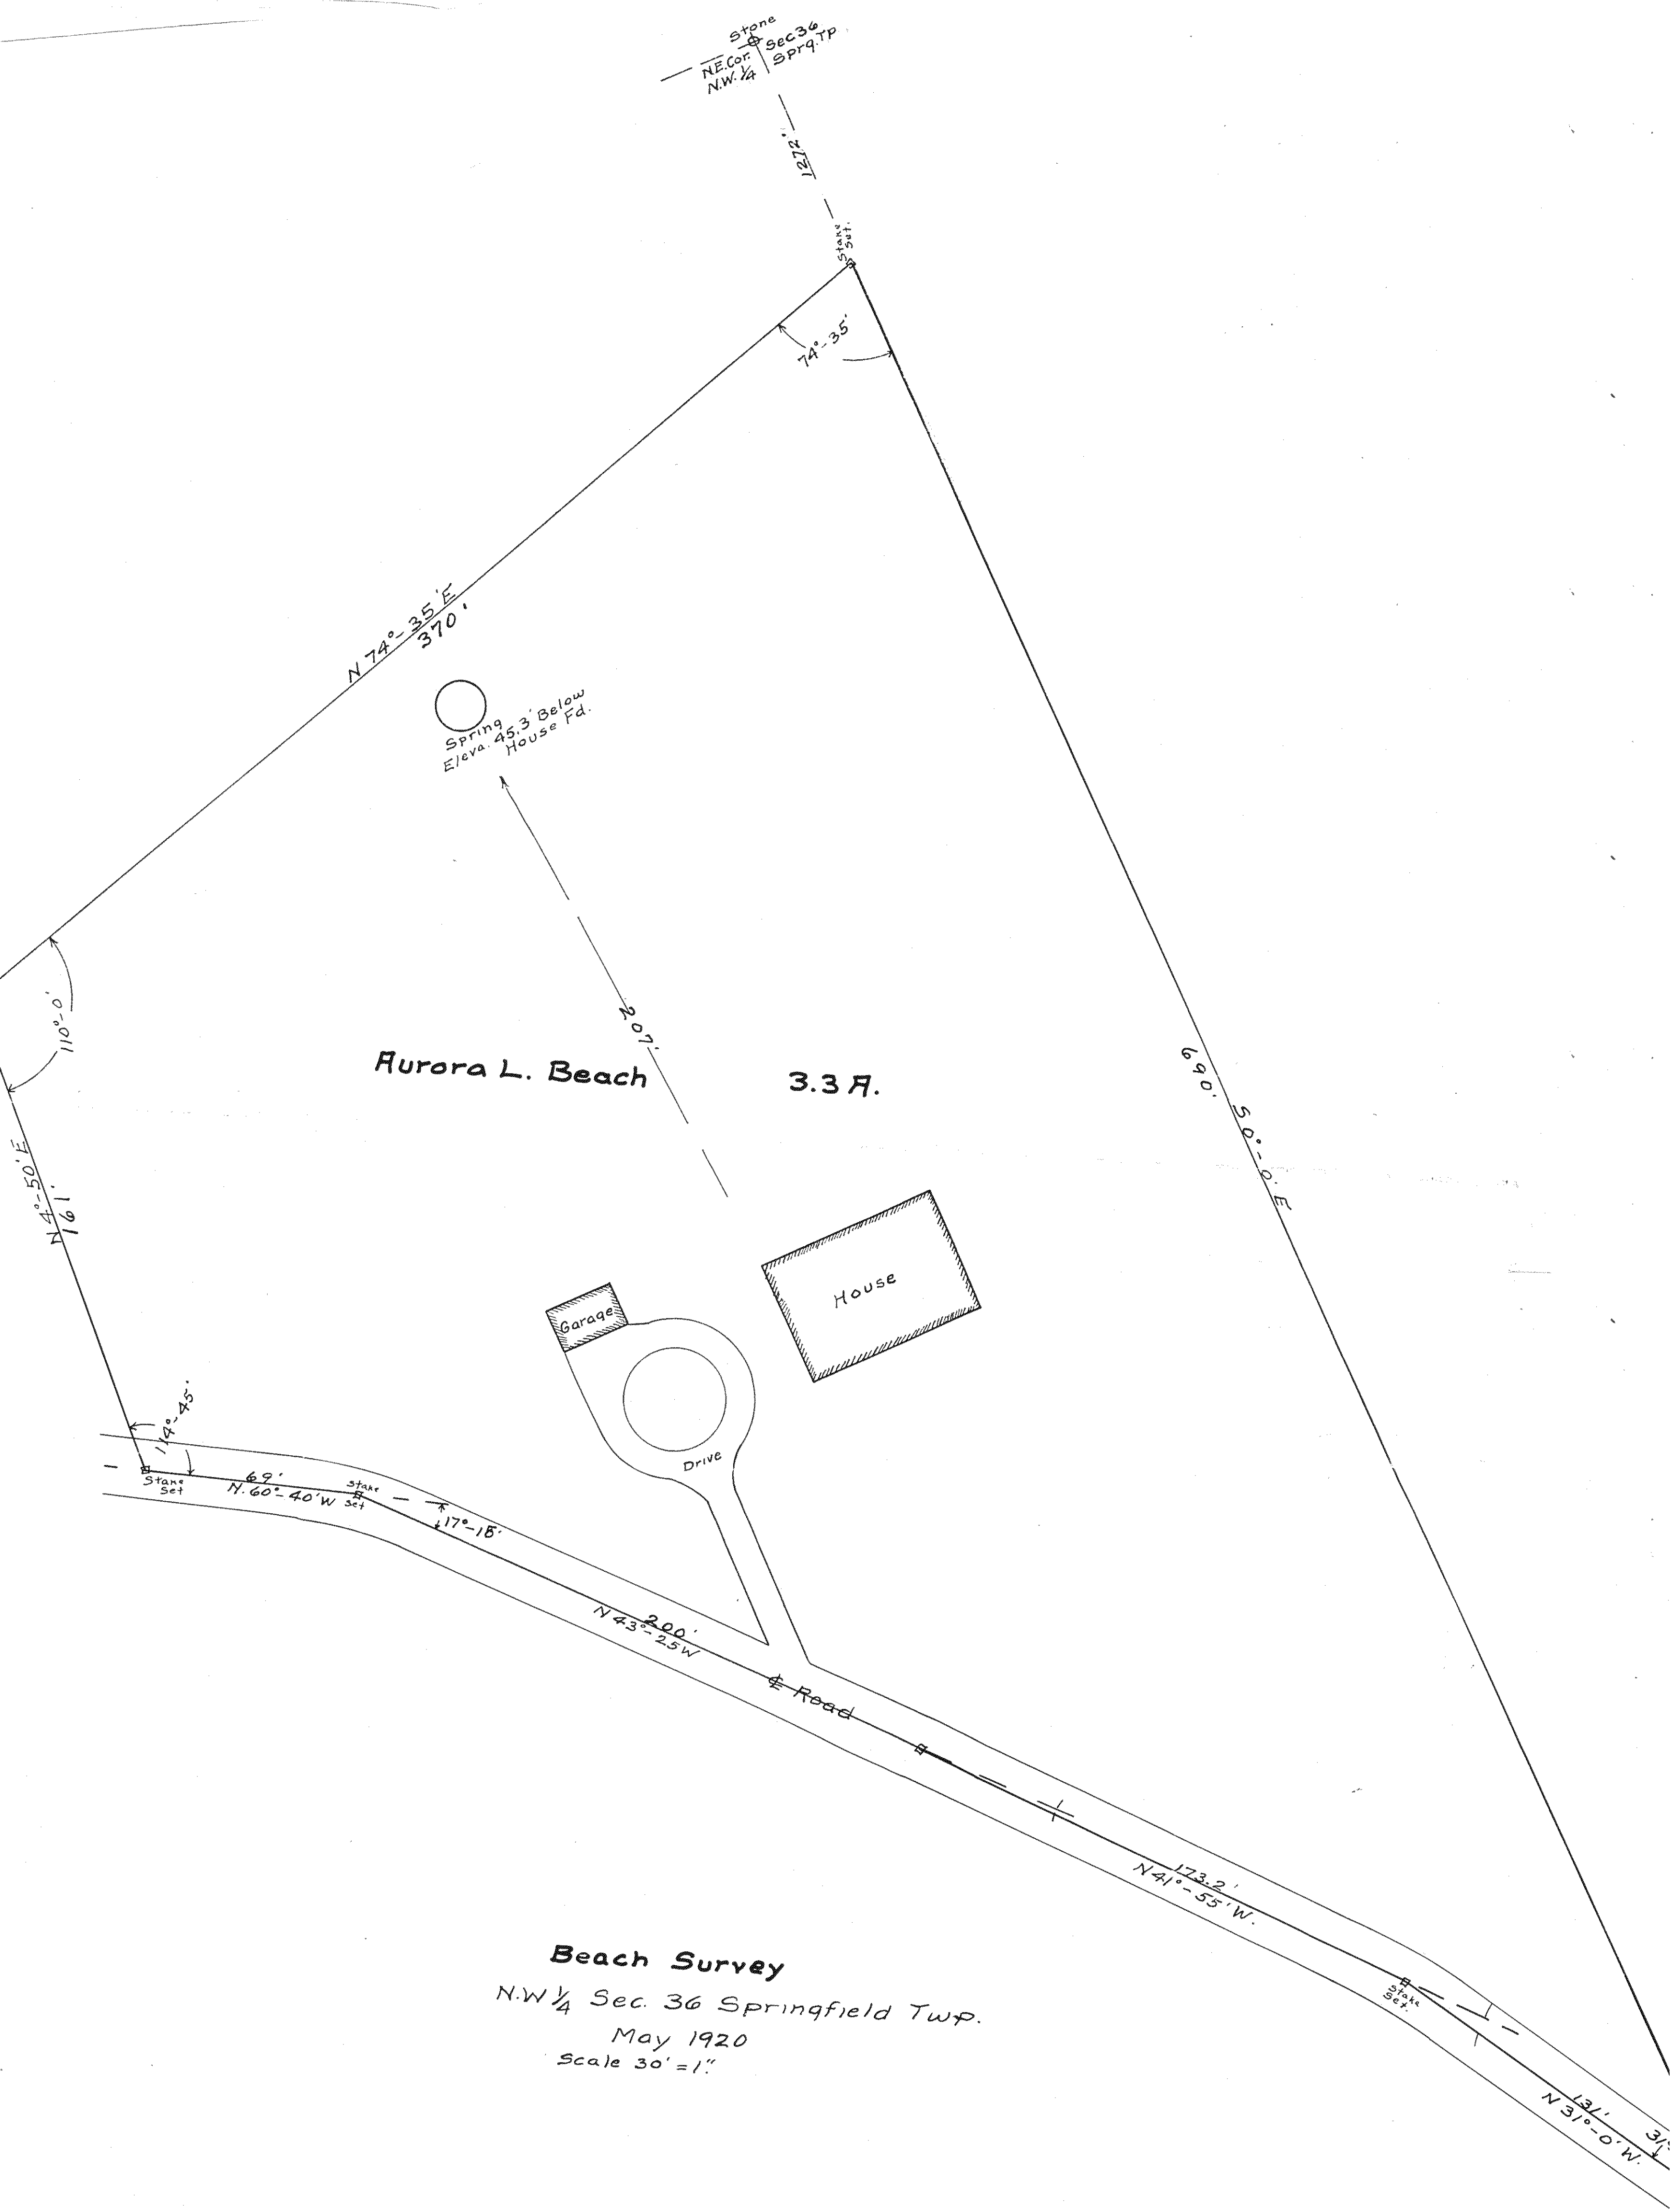 Stone
N.E.Cor. Sec 36
N.W. 1/4 Sprg. Tp
1272'
Stake
Set.
74°-35'
N 74°-35'E
370'
Spring
Eleva. 45.3' Below
House Fd.
110°-0'
207'
Aurora L. Beach 3.3 A.
690' S 0°-0' E
N 4°-50' E
161'
House
Garage
114°-45'
Drive
Stake
Set
69'
N. 60°-40'W
Stake
Set
17°-15'
200'
N 43°-25 W
℄ Road
173.2'
N 41°-55' W.
Stake
Set.
131'
N 31°-0' W.
31°
Beach Survey
N.W 1/4 Sec. 36 Springfield Twp.
May 1920
Scale 30' = 1".